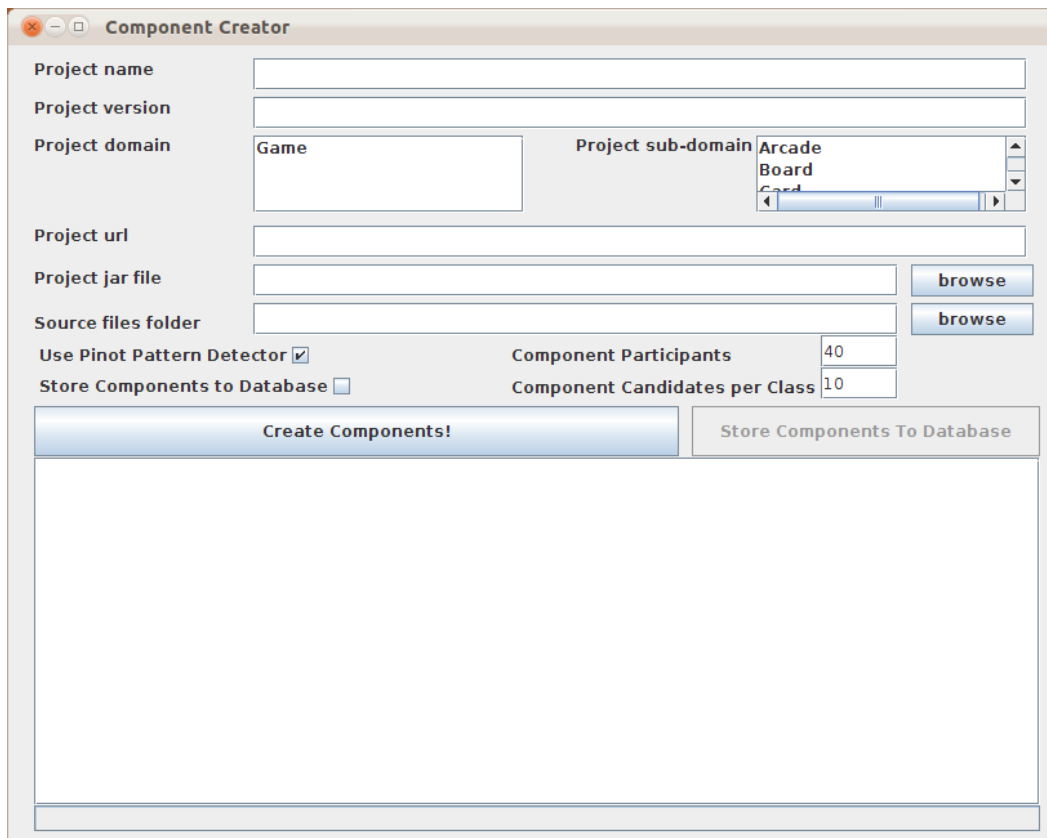 Component Creator
Project name
Project version
Project domain
Game
Project sub-domain
Arcade
Board
Card
Project url
Project jar file
browse
Source files folder
browse
Use Pinot Pattern Detector
Component Participants
40
Store Components to Database
Component Candidates per Class
10
Create Components!
Store Components To Database